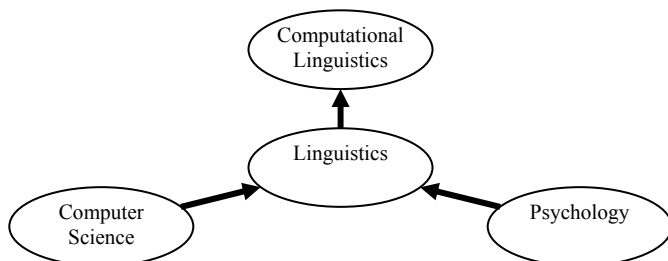 Computational
Linguistics
Linguistics
Computer
Science
Psychology